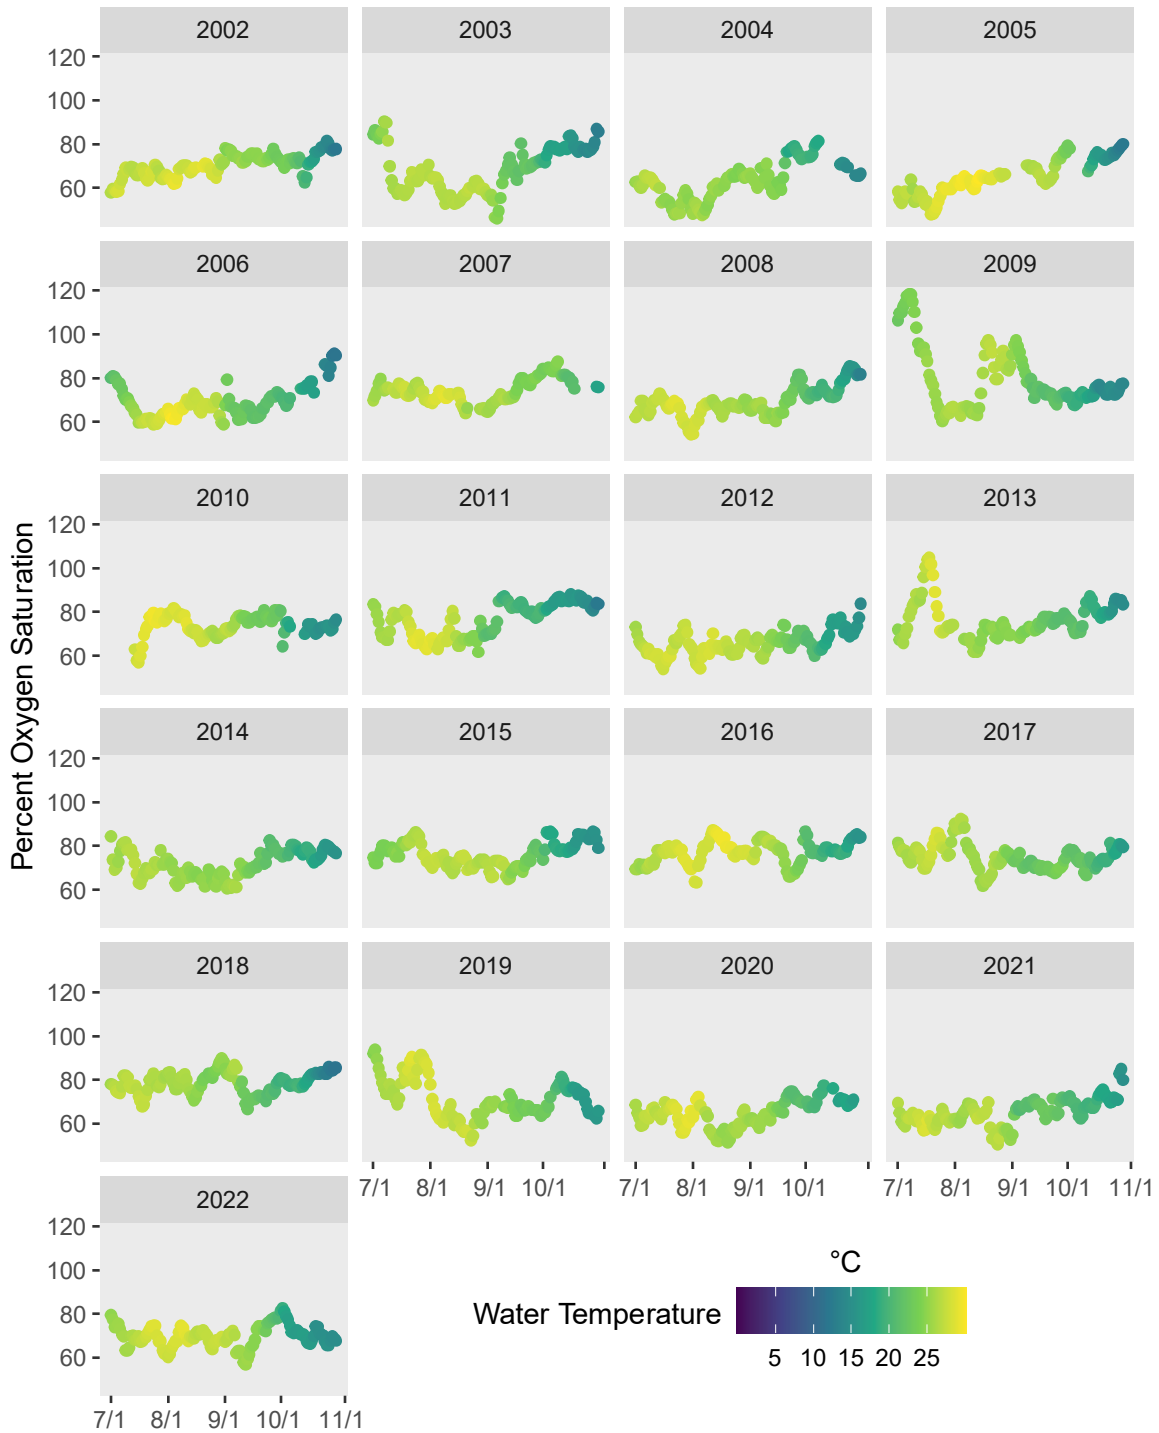 2002 2003 2004 2005
120
100
80
60
2006 2007 2008 2009
120
100
80
60
2010 2011 2012 2013
120
100
80
60
Percent Oxygen Saturation
2014 2015 2016 2017
120
100
80
60
2018 2019 2020 2021
120
100
80
60
7/1 8/1 9/1 10/1 7/1 8/1 9/1 10/1 7/1 8/1 9/1 10/1 11/1
2022
120
100
80
60
7/1 8/1 9/1 10/1 11/1
°C
Water Temperature
5 10 15 20 25